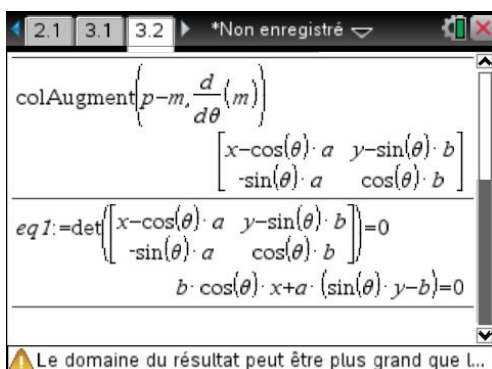 2.1 3.1 3.2 *Non enregistré
colAugment(p−m, d/dθ(m))
[x−cos(θ)·a y−sin(θ)·b
-sin(θ)·a cos(θ)·b]
eq1:=det([x−cos(θ)·a y−sin(θ)·b
-sin(θ)·a cos(θ)·b])=0
b·cos(θ)·x+a·(sin(θ)·y−b)=0
Le domaine du résultat peut être plus grand que l...